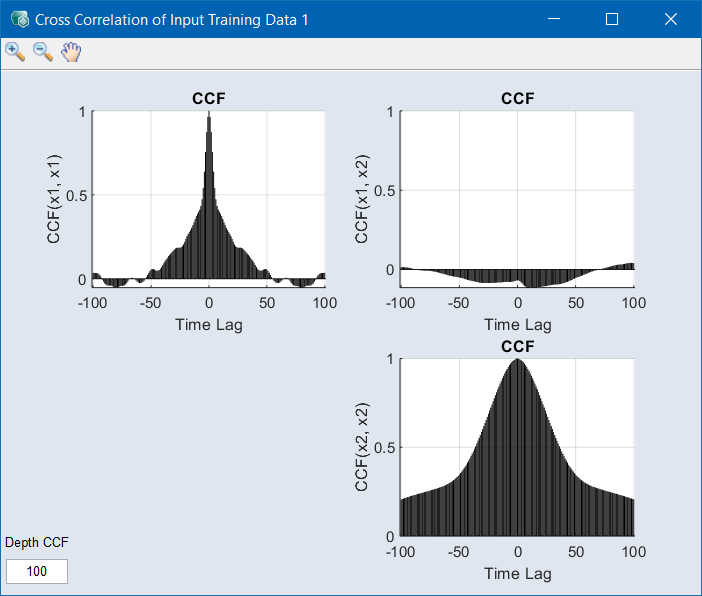 Cross Correlation of Input Training Data 1
CCF
CCF(x1, x1)
1
0.5
0
-100 -50 0 50 100
Time Lag
CCF
CCF(x1, x2)
1
0.5
0
-100 -50 0 50 100
Time Lag
CCF
CCF(x2, x2)
1
0.5
0
-100 -50 0 50 100
Time Lag
Depth CCF
100